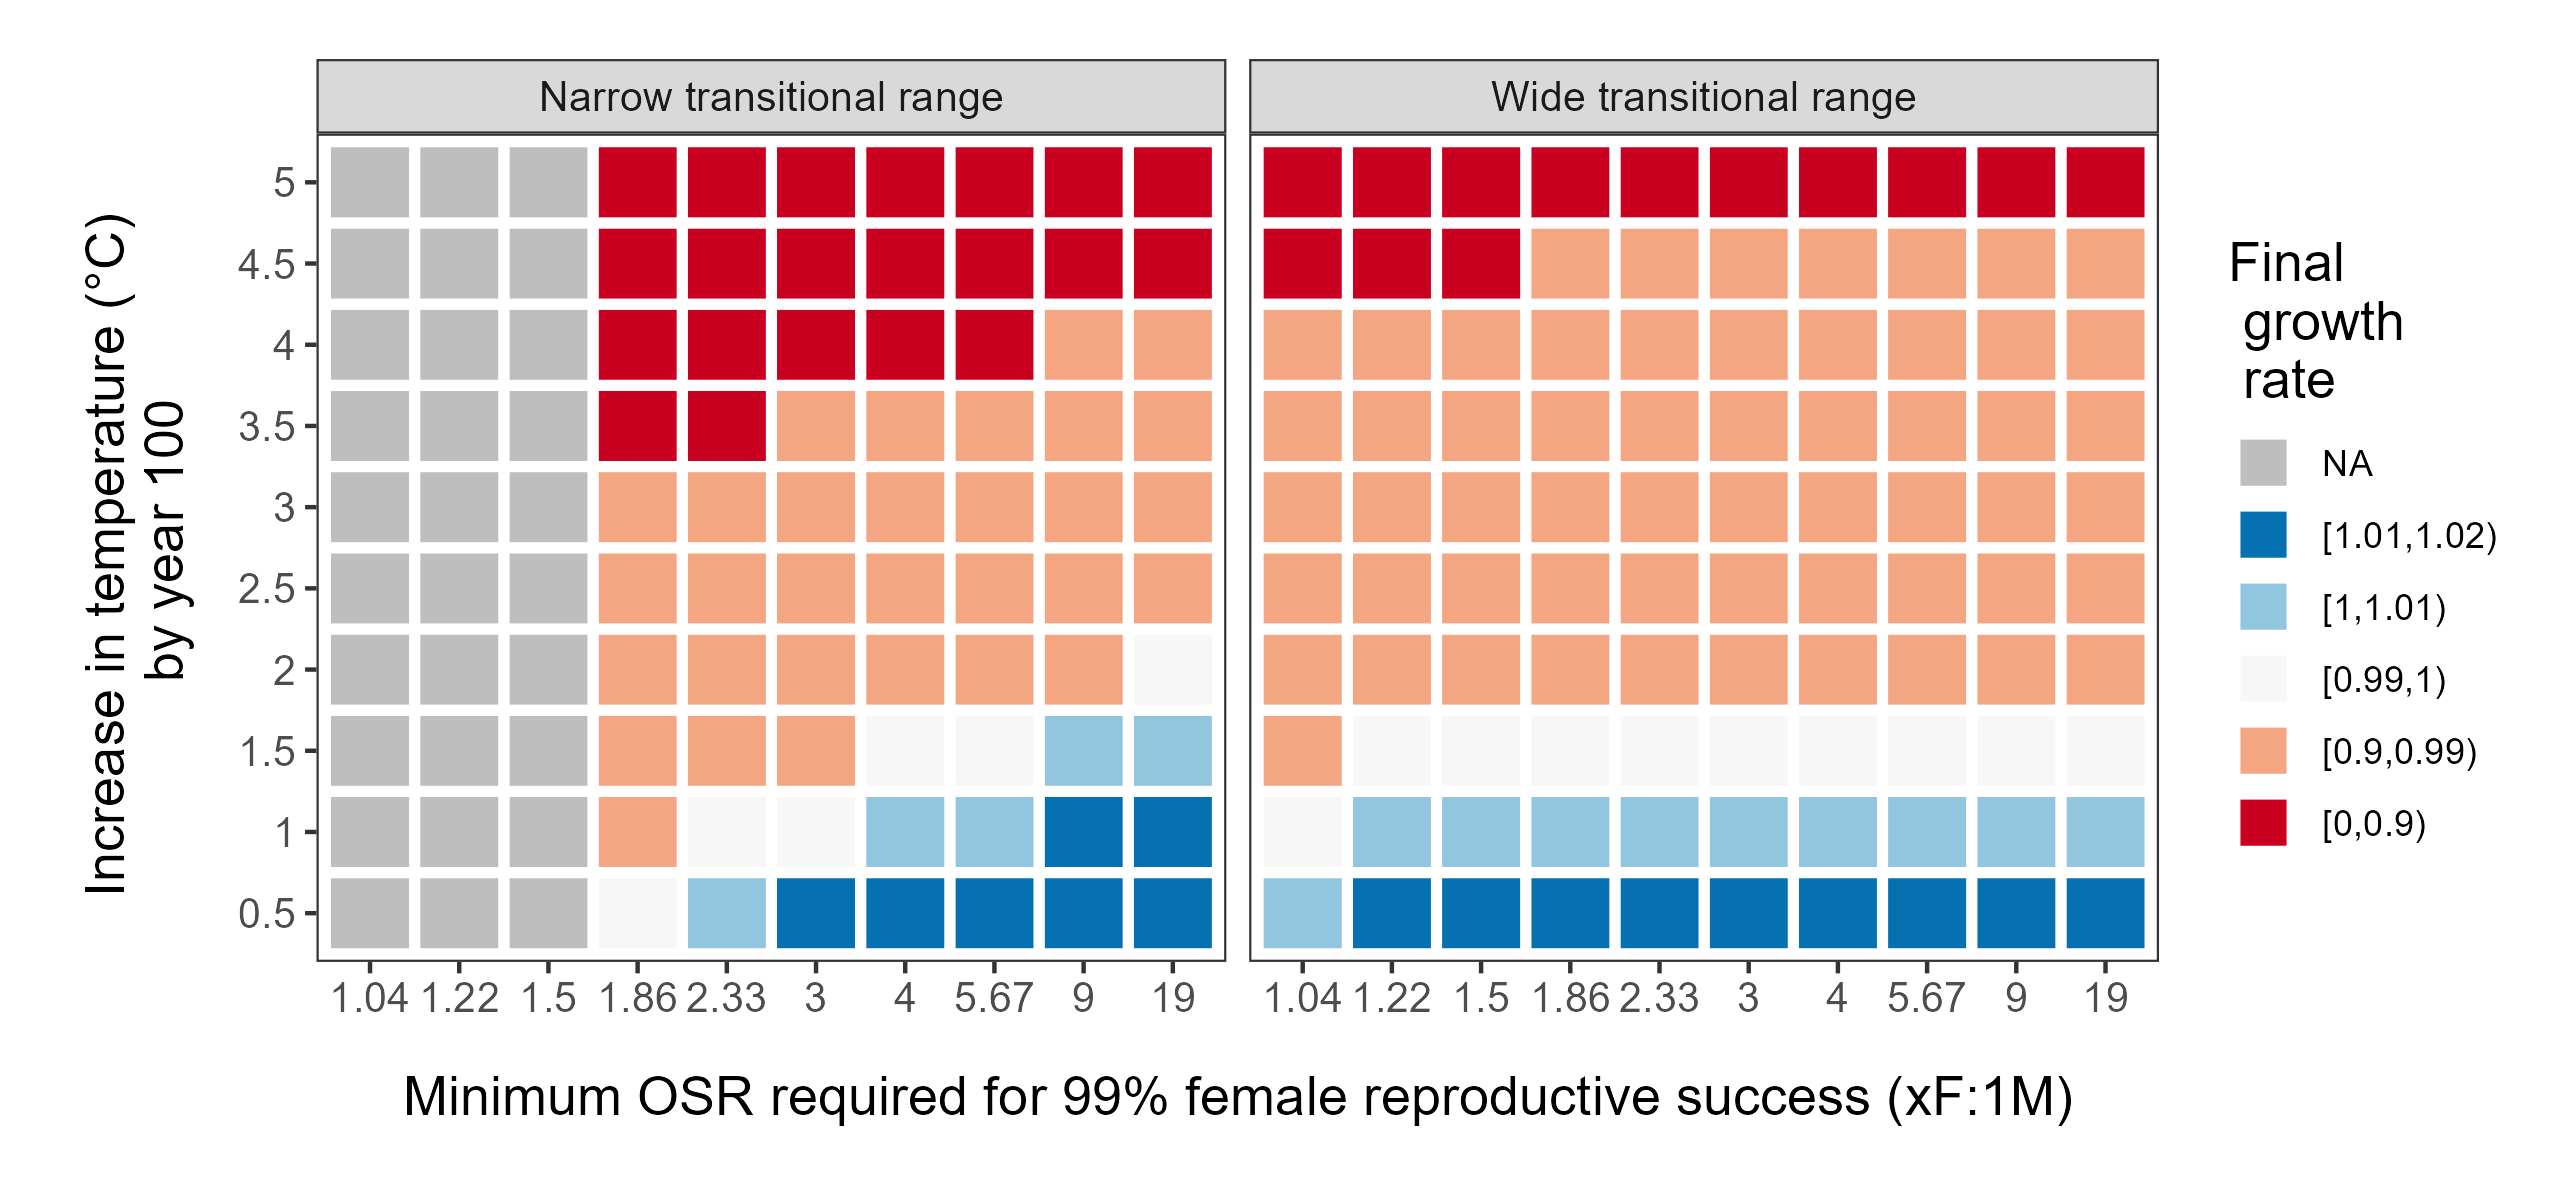 Narrow transitional range
Wide transitional range
Increase in temperature (°C)
by year 100
5
4.5
4
3.5
3
2.5
2
1.5
1
0.5
1.04 1.22 1.5 1.86 2.33 3 4 5.67 9 19
1.04 1.22 1.5 1.86 2.33 3 4 5.67 9 19
Minimum OSR required for 99% female reproductive success (xF:1M)
Final
growth
rate
NA
[1.01,1.02)
[1,1.01)
[0.99,1)
[0.9,0.99)
[0,0.9)